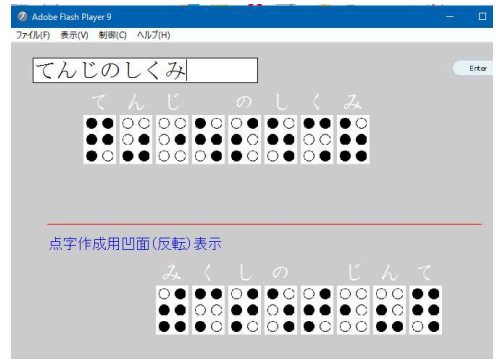 Adobe Flash Player 9
ファイル(F) 表示(V) 制御(C) ヘルプ(H)
てんじのしくみ
Enter
てんじ のしくみ
点字作成用凹面(反転)表示
みくしの じんて